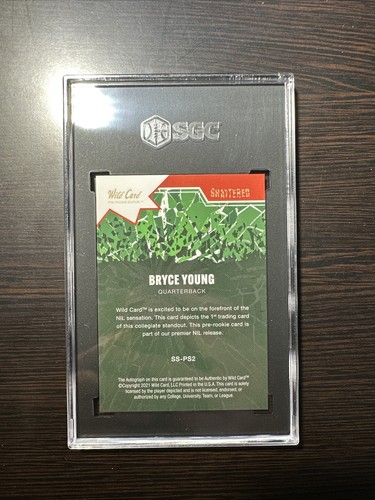 SGC
Wild Card
SHATTERED
BRYCE YOUNG
QUARTERBACK
Wild Card™ is excited to be on the forefront of the
NIL sensation. This card depicts the 1st trading card
of this collegiate standout. This pre-rookie card is
part of our premier NIL release.
SS-PS2
The Autograph on this card is guaranteed to be Authentic by Wild Card™
©Copyright 2021 Wild Card, LLC Printed in the U.S.A. This card is solely
licensed by the player depicted and is not licensed, endorsed, or
authorized by any College, University, Team, or League.